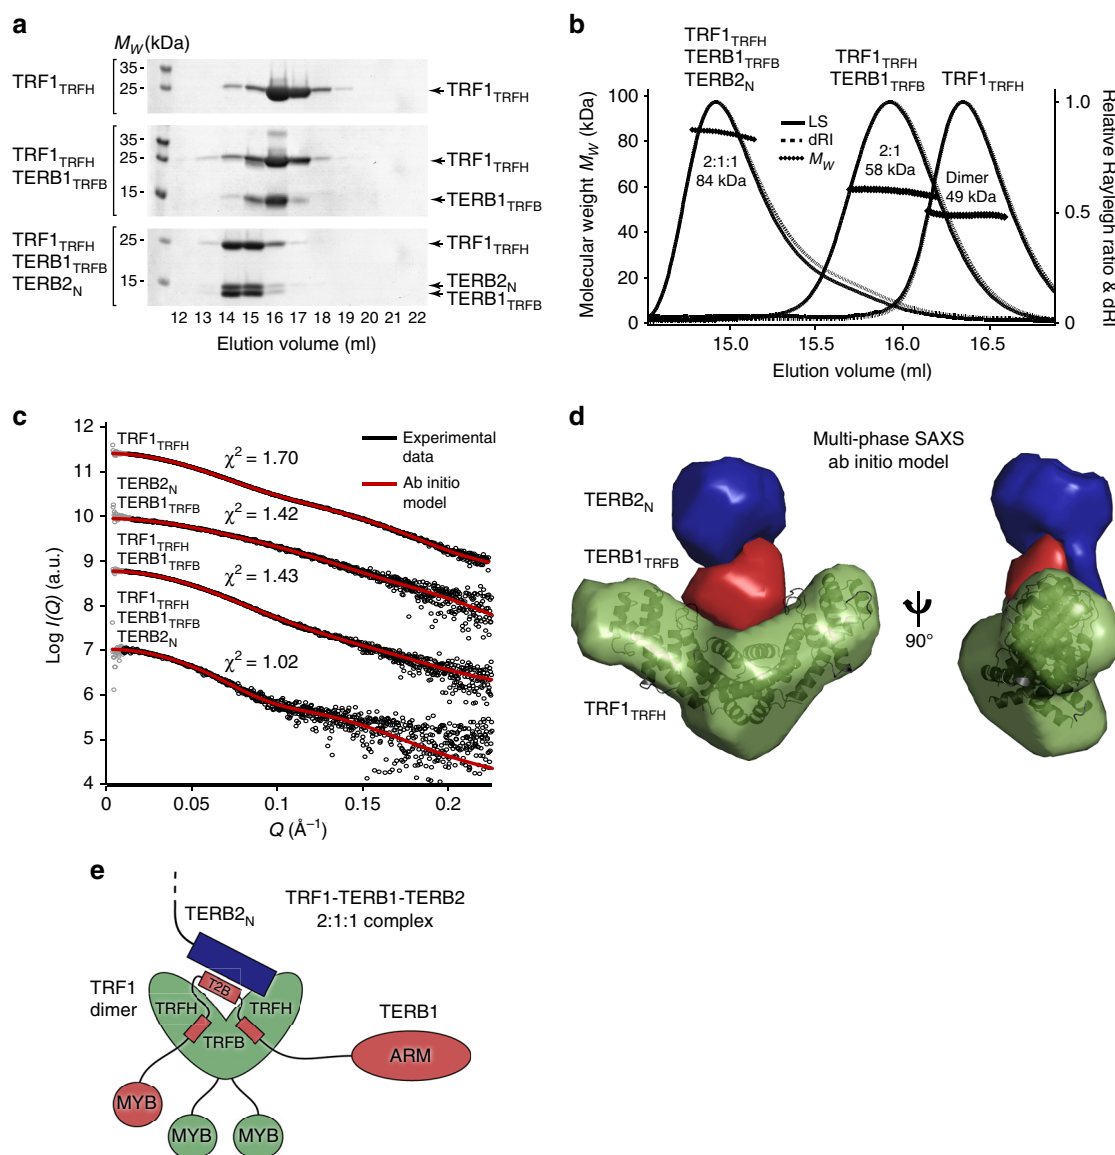 a
M_W (kDa)
TRF1_TRFH
35-
25-
TRF1_TRFH
TRF1_TRFH
TERB1_TRFB
35-
25-
15-
TRF1_TRFH
TERB1_TRFB
TRF1_TRFH
TERB1_TRFB
TERB2_N
25-
15-
TRF1_TRFH
TERB2_N
TERB1_TRFB
12 13 14 15 16 17 18 19 20 21 22
Elution volume (ml)
b
TRF1_TRFH
TERB1_TRFB
TERB2_N
TRF1_TRFH
TERB1_TRFB
TRF1_TRFH
Molecular weight M_W (kDa)
100
80
60
40
20
0
LS
dRI
M_W
2:1:1
84 kDa
2:1
58 kDa
Dimer
49 kDa
1.0
0.5
0
Relative Rayleigh ratio & dRI
15.0 15.5 16.0 16.5
Elution volume (ml)
c
Log I(Q) (a.u.)
12
11
10
9
8
7
6
5
4
TRF1_TRFH
χ² = 1.70
TERB2_N
TERB1_TRFB
χ² = 1.42
TRF1_TRFH
TERB1_TRFB
χ² = 1.43
TRF1_TRFH
TERB1_TRFB
TERB2_N
χ² = 1.02
Experimental
data
Ab initio
model
0 0.05 0.1 0.15 0.2
Q (Å⁻¹)
d
Multi-phase SAXS
ab initio model
TERB2_N
TERB1_TRFB
TRF1_TRFH
90°
e
TRF1-TERB1-TERB2
2:1:1 complex
TERB2_N
TRF1
dimer
T2B
TRFH
TRFH
TRFB
TERB1
ARM
MYB
MYB
MYB